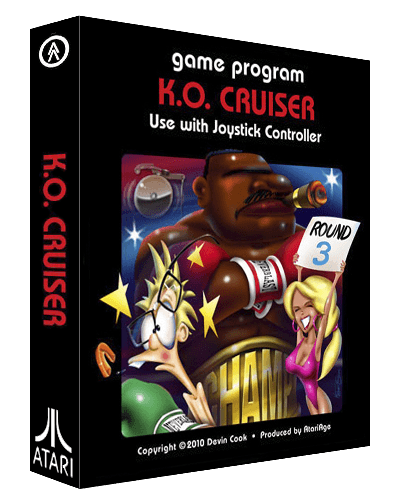 game program
K.O. CRUISER
Use with Joystick Controller
K.O. CRUISER
ROUND
3
EVERLAST
CHAMP
Copyright ©2010 Devin Cook • Produced by AtariAge
ATARI